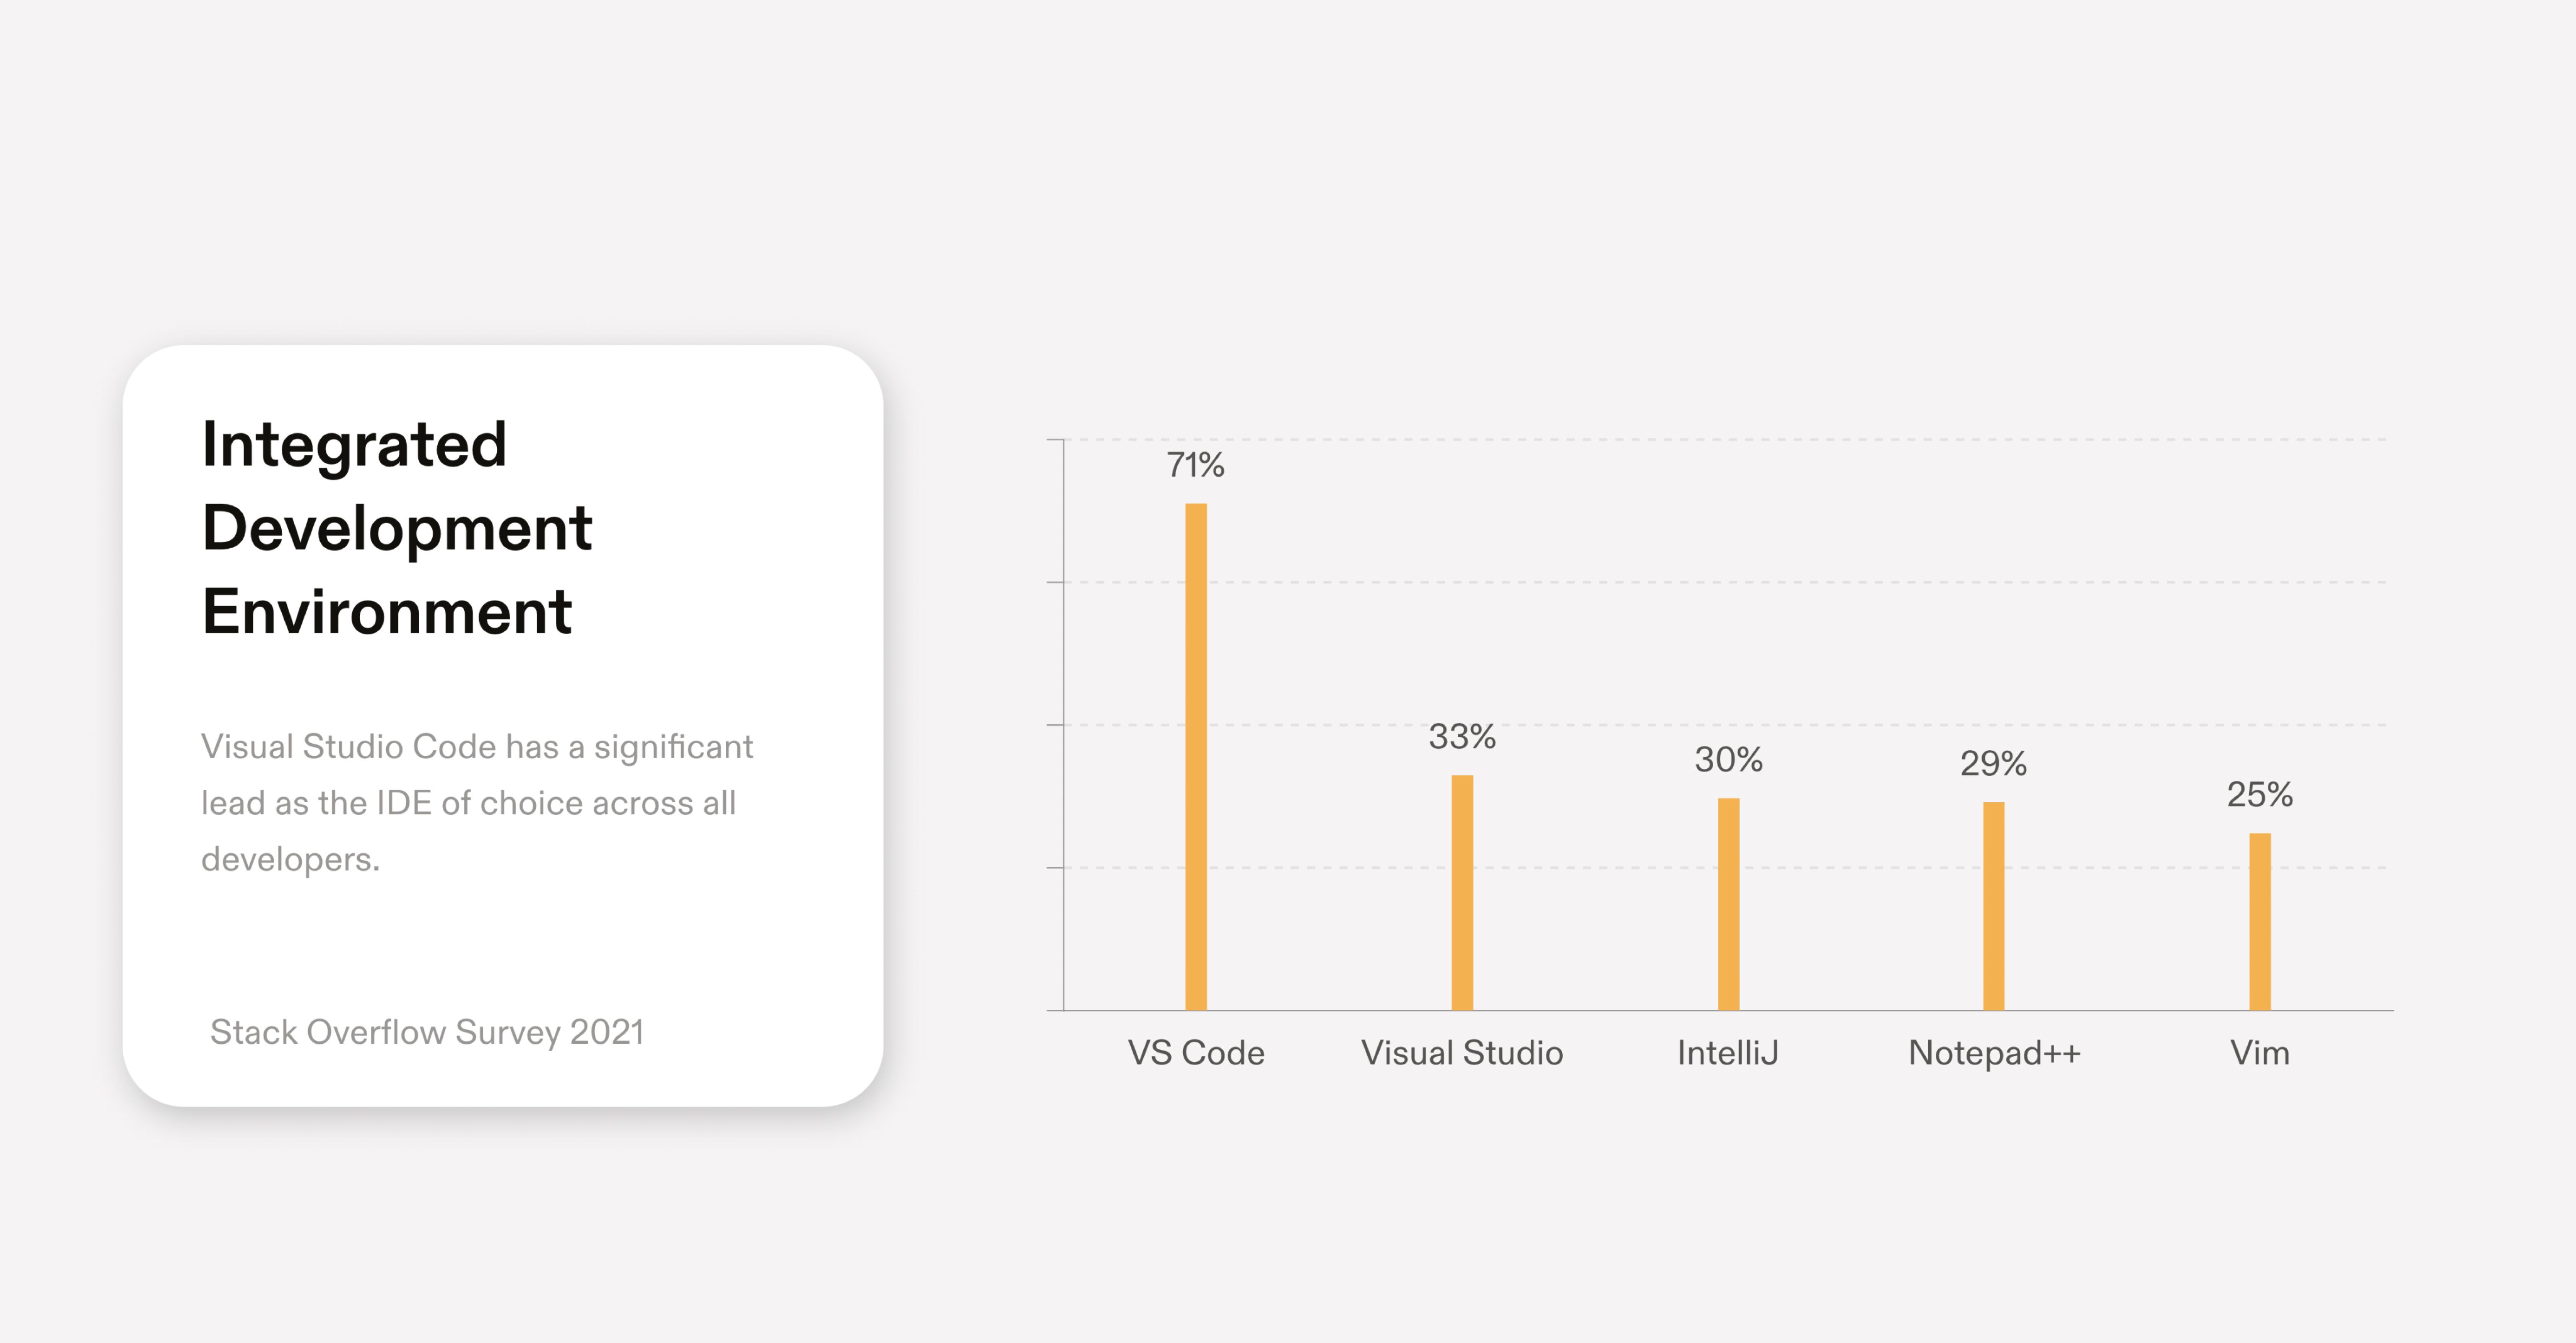 Integrated
Development
Environment
Visual Studio Code has a significant
lead as the IDE of choice across all
developers.
Stack Overflow Survey 2021
71%
33%
30%
29%
25%
VS Code
Visual Studio
IntelliJ
Notepad++
Vim